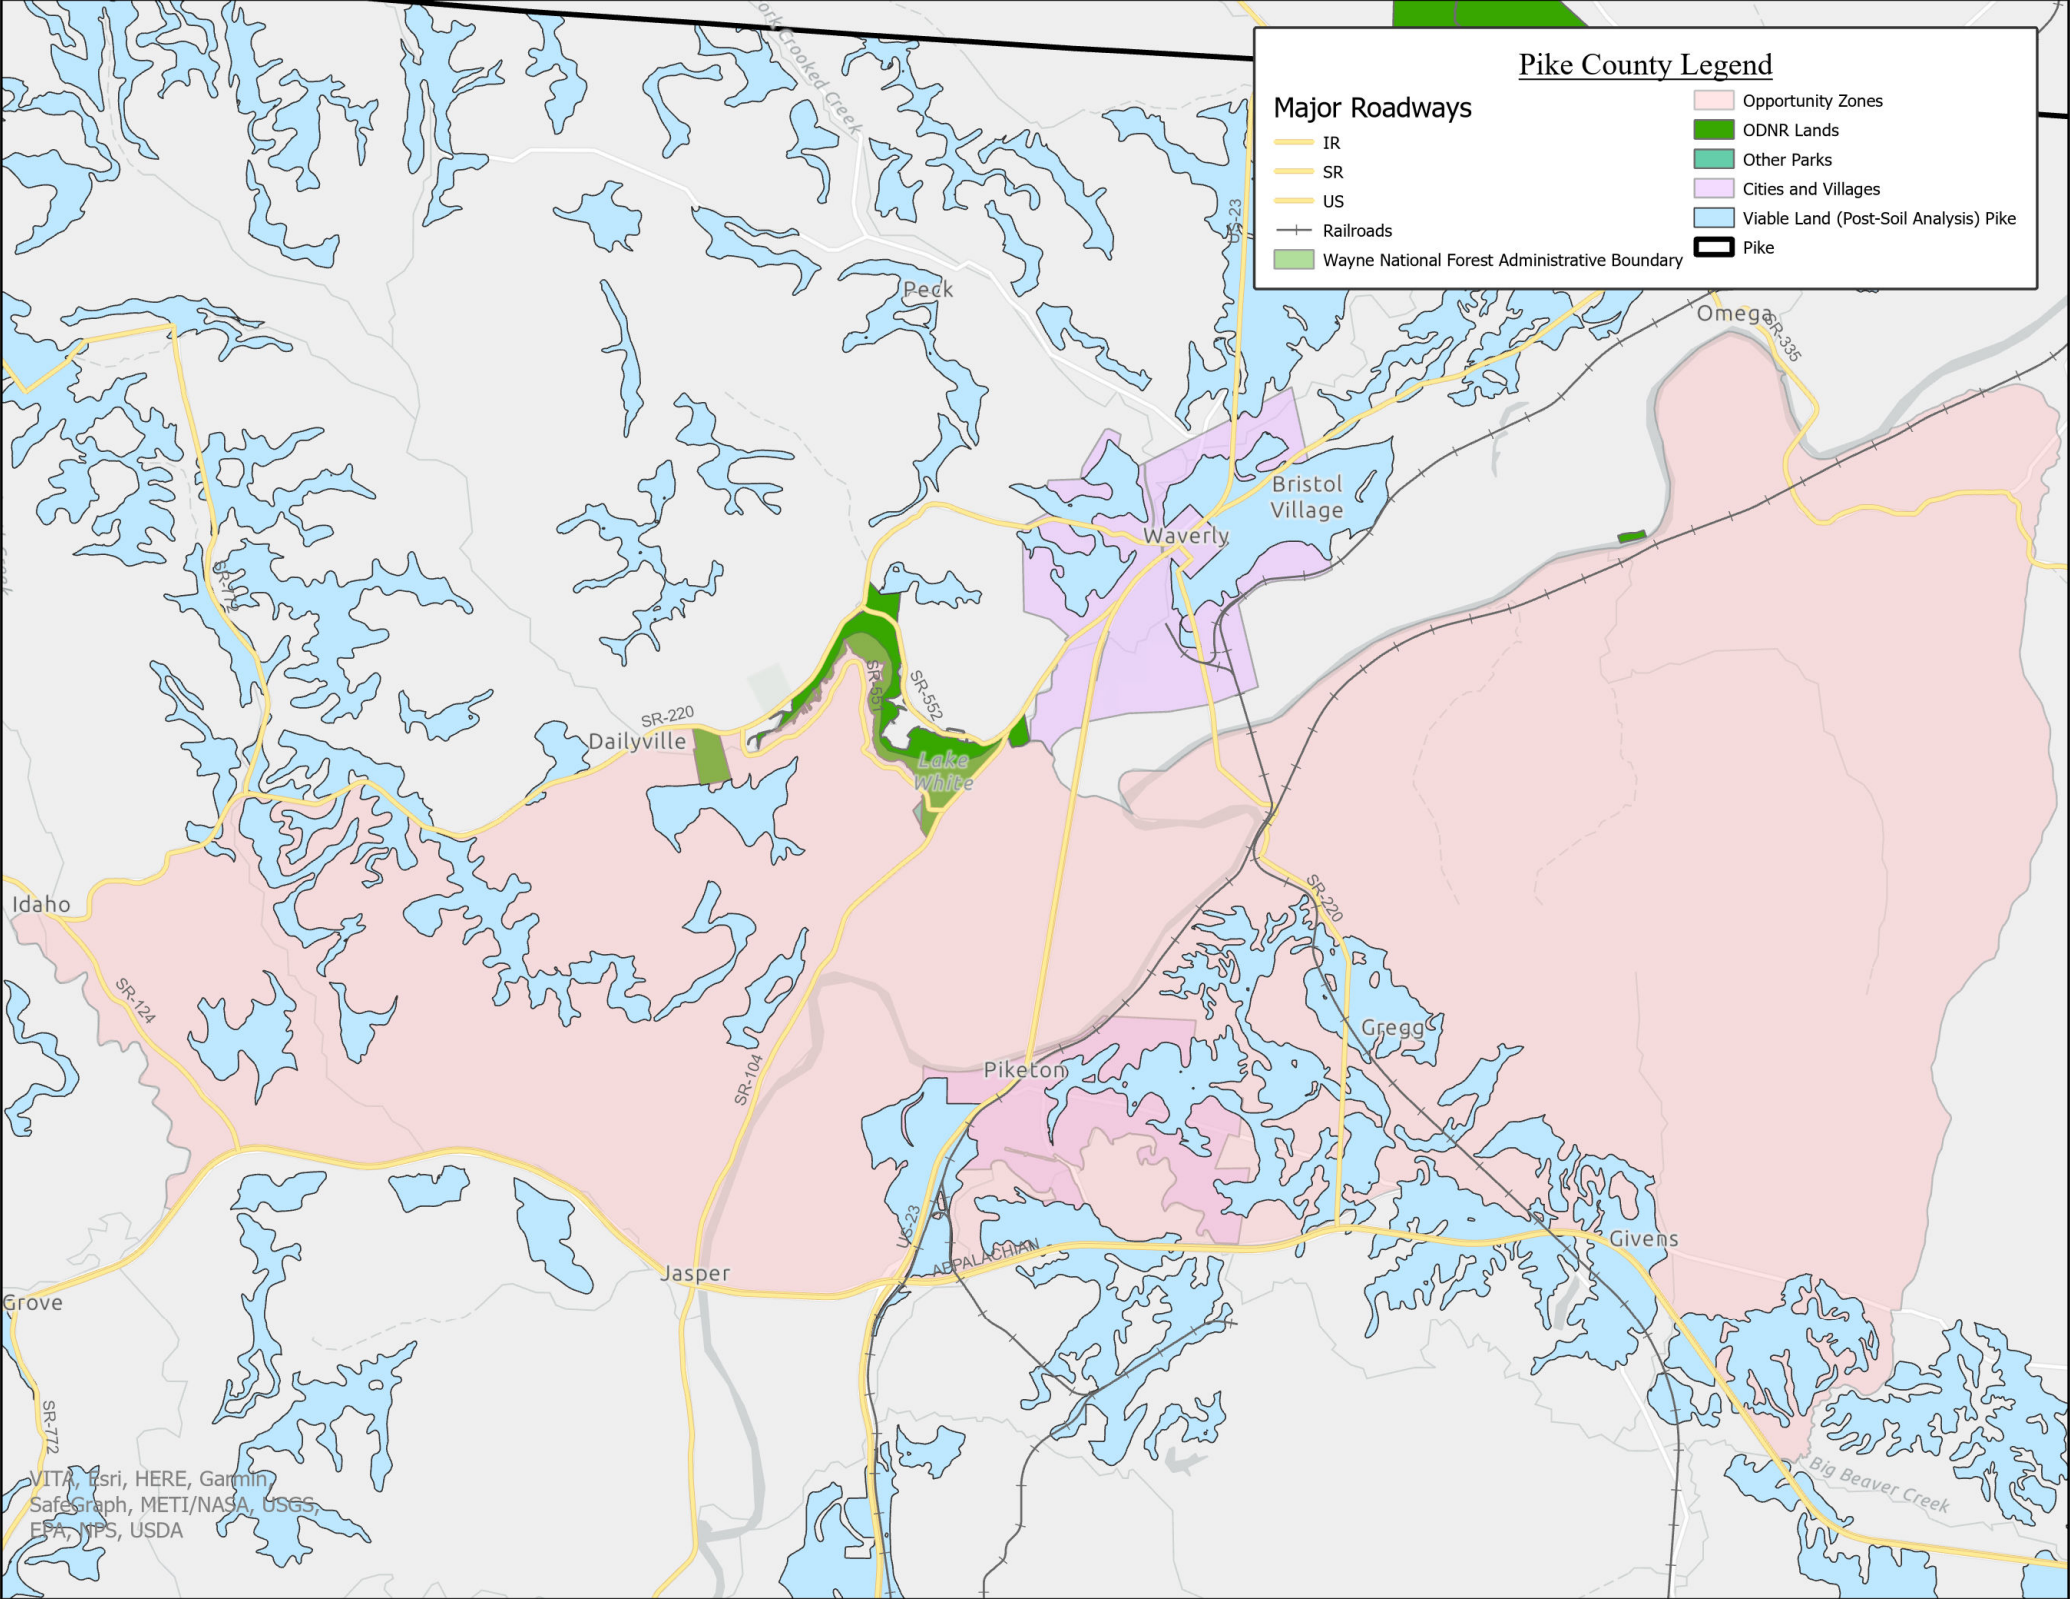 Pike County Legend
Major Roadways
IR
SR
US
Railroads
Wayne National Forest Administrative Boundary
Opportunity Zones
ODNR Lands
Other Parks
Cities and Villages
Viable Land (Post-Soil Analysis) Pike
Pike
Crooked Creek
US-23
Peck
Omega
SR-335
Bristol
Village
Waverly
SR-772
SR-551
SR-552
SR-220
Dailyville
Lake
White
Idaho
SR-220
SR-124
Gregg
Piketon
SR-104
US-23
APPALACHIAN
Givens
Jasper
Grove
SR-772
Big Beaver Creek
VITA, Esri, HERE, Garmin,
SafeGraph, METI/NASA, USGS,
EPA, NPS, USDA